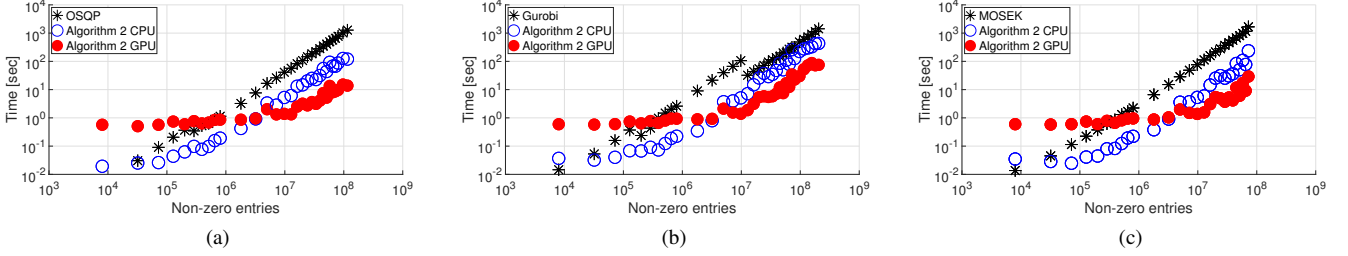 10^4
10^3
10^2
10^1
10^0
10^-1
10^-2
Time [sec]
OSQP
Algorithm 2 CPU
Algorithm 2 GPU
10^3 10^4 10^5 10^6 10^7 10^8 10^9
Non-zero entries
(a)
10^4
10^3
10^2
10^1
10^0
10^-1
10^-2
Time [sec]
Gurobi
Algorithm 2 CPU
Algorithm 2 GPU
10^3 10^4 10^5 10^6 10^7 10^8 10^9
Non-zero entries
(b)
10^4
10^3
10^2
10^1
10^0
10^-1
10^-2
Time [sec]
MOSEK
Algorithm 2 CPU
Algorithm 2 GPU
10^3 10^4 10^5 10^6 10^7 10^8 10^9
Non-zero entries
(c)